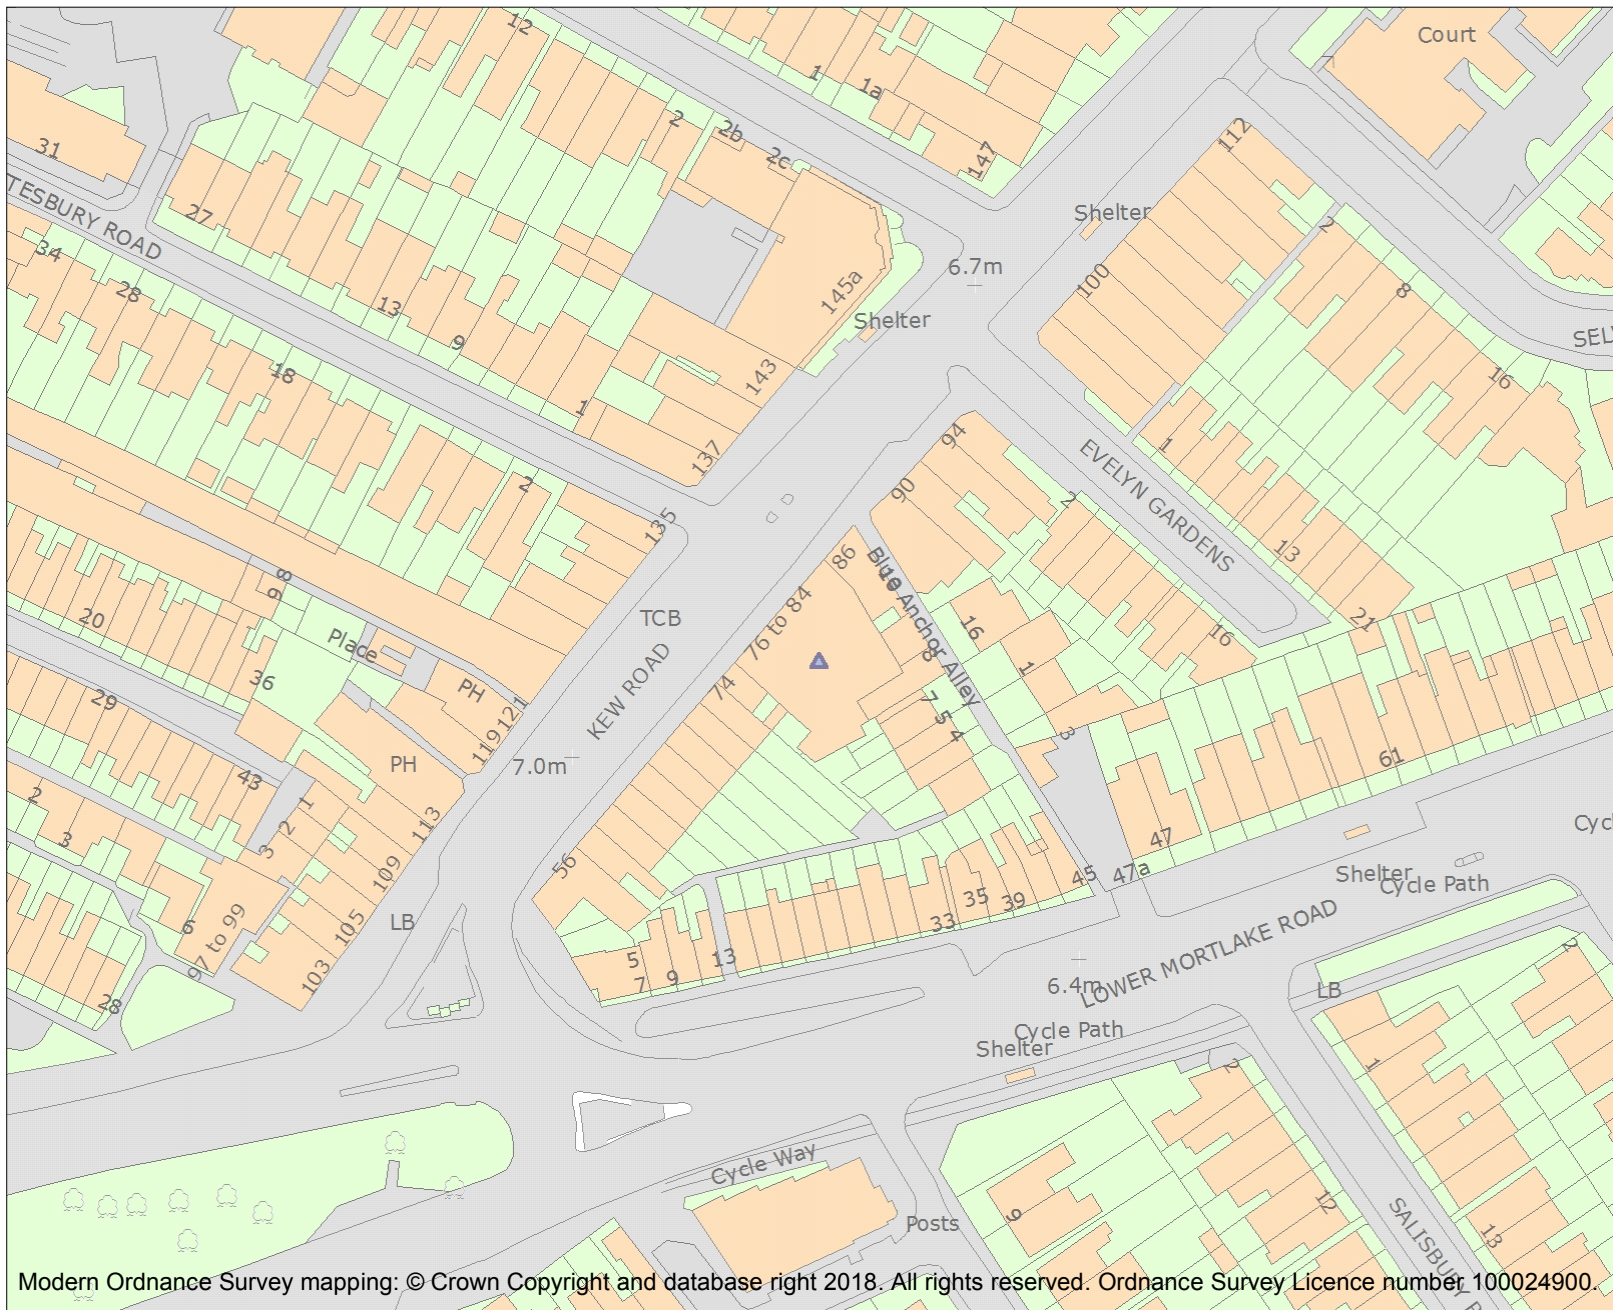 12
Court
1
1a
2
2b
2c
147
112
31
TESBURY ROAD
27
Shelter
2
34
28
13
9
6.7m
145a
100
8
Shelter
SEL
18
143
16
1
137
94
1
EVELYN GARDENS
2
90
2
135
86
Blue Anchor Alley
10
13
9 8
76 to 84
TCB
20
Place
16
16
21
8
1
36
PH
KEW ROAD
74
7
5
4
29
121
119
3
PH
7.0m
61
43
1
2
2
3
3
113
47
109
56
45
47a
Shelter
Cycle Path
Cycl
35
39
33
105
LB
6
97 to 99
5
7
9
13
103
28
LOWER MORTLAKE ROAD
6.4m
LB
2
Cycle Path
Shelter
2
1
Cycle Way
9
Posts
12
SALISBURY R
13
Modern Ordnance Survey mapping: © Crown Copyright and database right 2018. All rights reserved. Ordnance Survey Licence number 100024900.